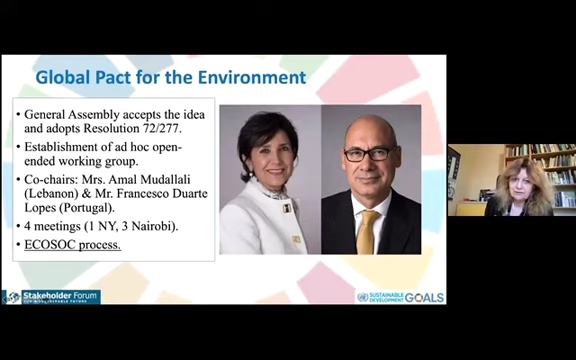 Global Pact for the Environment
• General Assembly accepts the idea
and adopts Resolution 72/277.
• Establishment of ad hoc open-
ended working group.
• Co-chairs: Mrs. Amal Mudallali
(Lebanon) & Mr. Francesco Duarte
Lopes (Portugal).
• 4 meetings (1 NY, 3 Nairobi).
• ECOSOC process.
Stakeholder Forum
SUSTAINABLE
DEVELOPMENT
GOALS